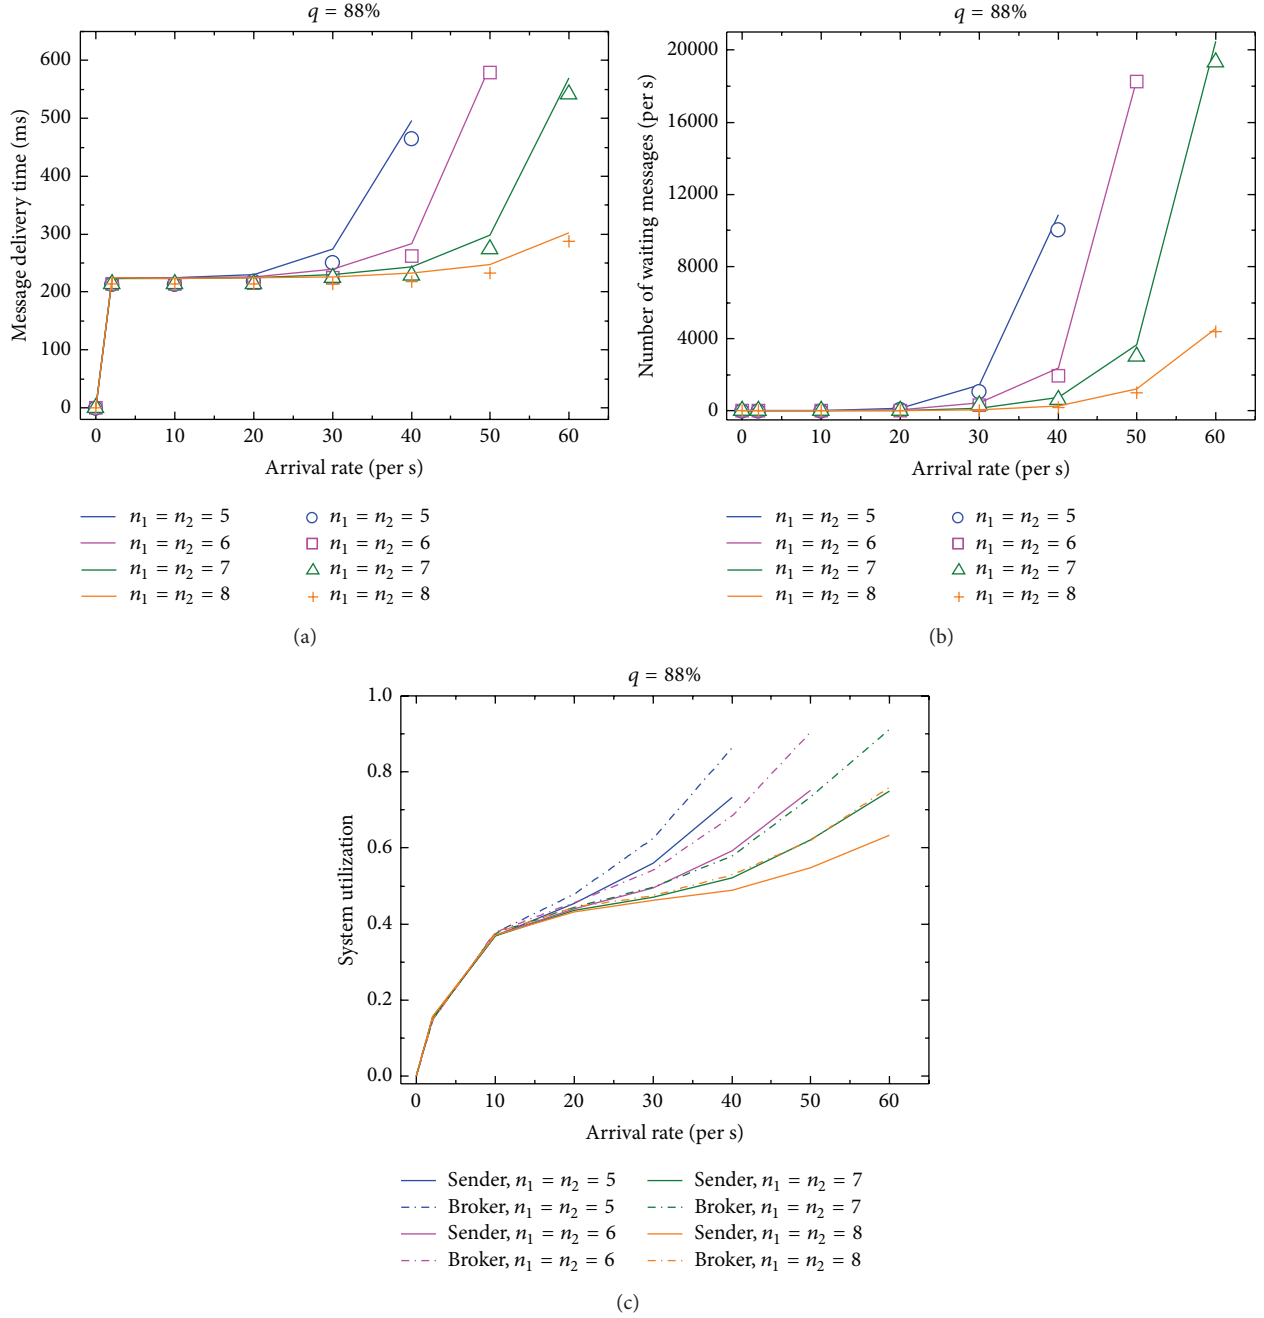 q = 88%
Message delivery time (ms)
600
500
400
300
200
100
0
0 10 20 30 40 50 60
Arrival rate (per s)
n1 = n2 = 5 n1 = n2 = 5
n1 = n2 = 6 n1 = n2 = 6
n1 = n2 = 7 n1 = n2 = 7
n1 = n2 = 8 n1 = n2 = 8
(a)
q = 88%
Number of waiting messages (per s)
20000
16000
12000
8000
4000
0
0 10 20 30 40 50 60
Arrival rate (per s)
n1 = n2 = 5 n1 = n2 = 5
n1 = n2 = 6 n1 = n2 = 6
n1 = n2 = 7 n1 = n2 = 7
n1 = n2 = 8 n1 = n2 = 8
(b)
q = 88%
System utilization
1.0
0.8
0.6
0.4
0.2
0.0
0 10 20 30 40 50 60
Arrival rate (per s)
Sender, n1 = n2 = 5 Sender, n1 = n2 = 7
Broker, n1 = n2 = 5 Broker, n1 = n2 = 7
Sender, n1 = n2 = 6 Sender, n1 = n2 = 8
Broker, n1 = n2 = 6 Broker, n1 = n2 = 8
(c)